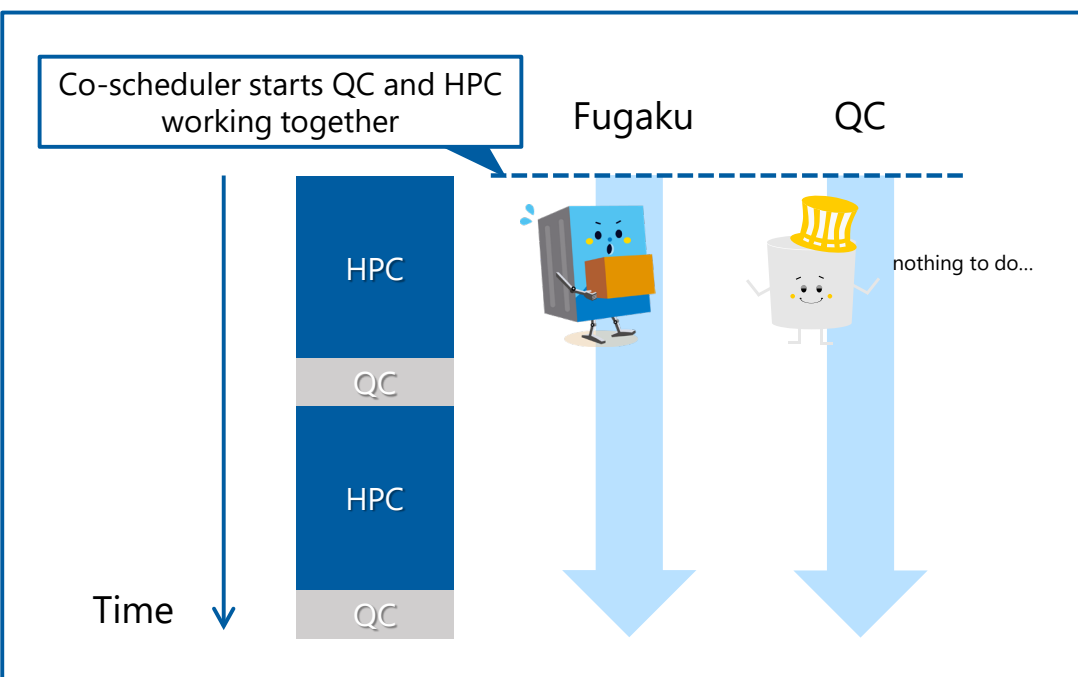 Co-scheduler starts QC and HPC
working together
Fugaku
QC
HPC
nothing to do...
QC
HPC
Time
QC